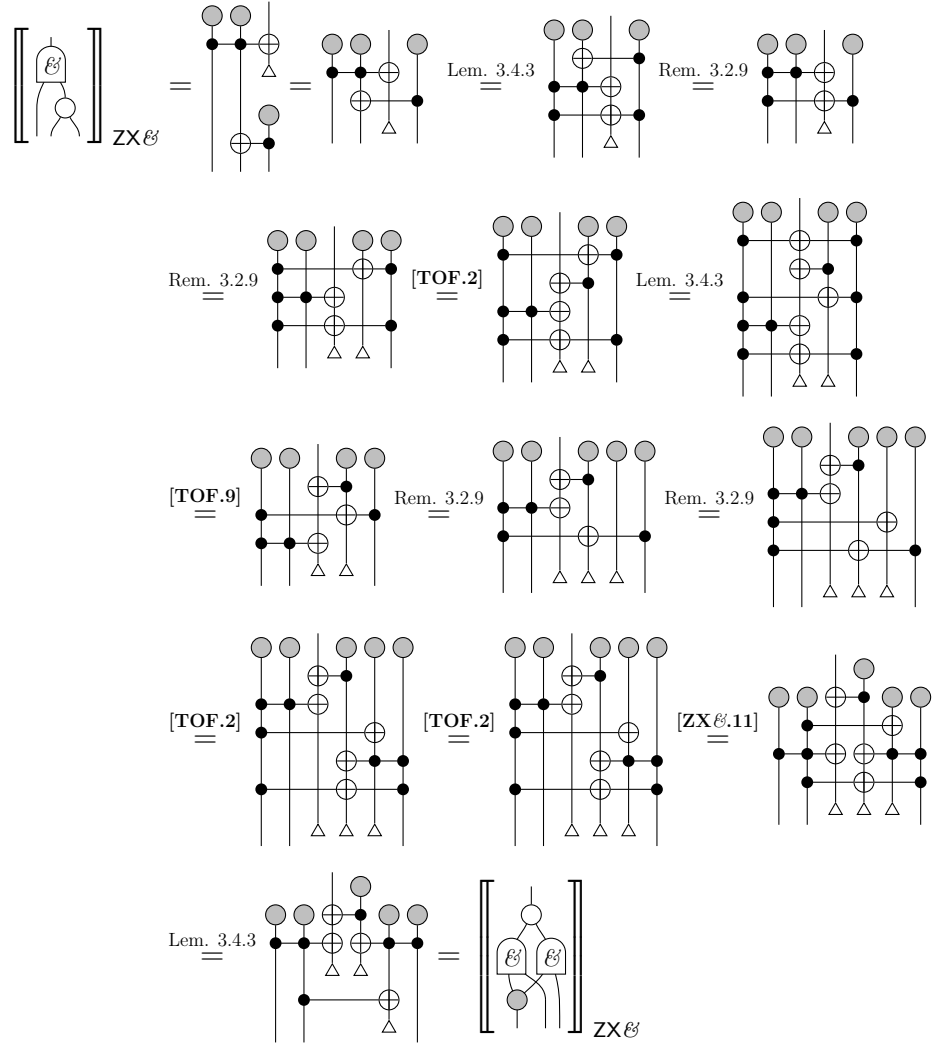 & ZX& = = Lem. 3.4.3 = Rem. 3.2.9 =
Rem. 3.2.9 = [TOF.2] = Lem. 3.4.3 =
[TOF.9] = Rem. 3.2.9 = Rem. 3.2.9 =
[TOF.2] = [TOF.2] = [ZX&.11] =
Lem. 3.4.3 = = & & ZX&